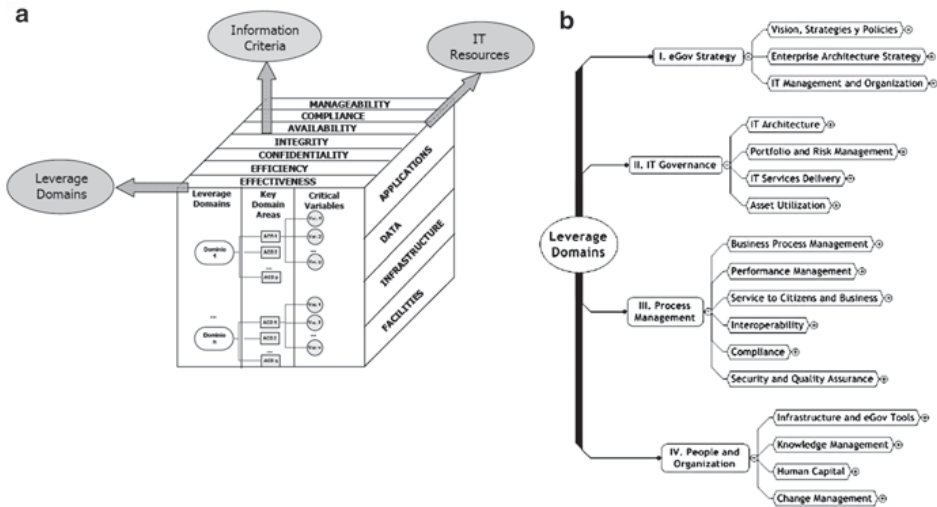 a
Information
Criteria
IT
Resources
Leverage
Domains
MANAGEABILITY
COMPLIANCE
AVAILABILITY
INTEGRITY
CONFIDENTIALITY
EFFICIENCY
EFFECTIVENESS
APPLICATIONS
DATA
INFRASTRUCTURE
FACILITIES
Leverage
Domains
Key
Domain
Areas
Critical
Variables
Dominio
1
Dominio
n
b
Leverage
Domains
I. eGov Strategy
Vision, Strategies y Policies
Enterprise Architecture Strategy
IT Management and Organization
II. IT Governance
IT Architecture
Portfolio and Risk Management
IT Services Delivery
Asset Utilization
III. Process
Management
Business Process Management
Performance Management
Service to Citizens and Business
Interoperability
Compliance
Security and Quality Assurance
IV. People and
Organization
Infrastructure and eGov Tools
Knowledge Management
Human Capital
Change Management